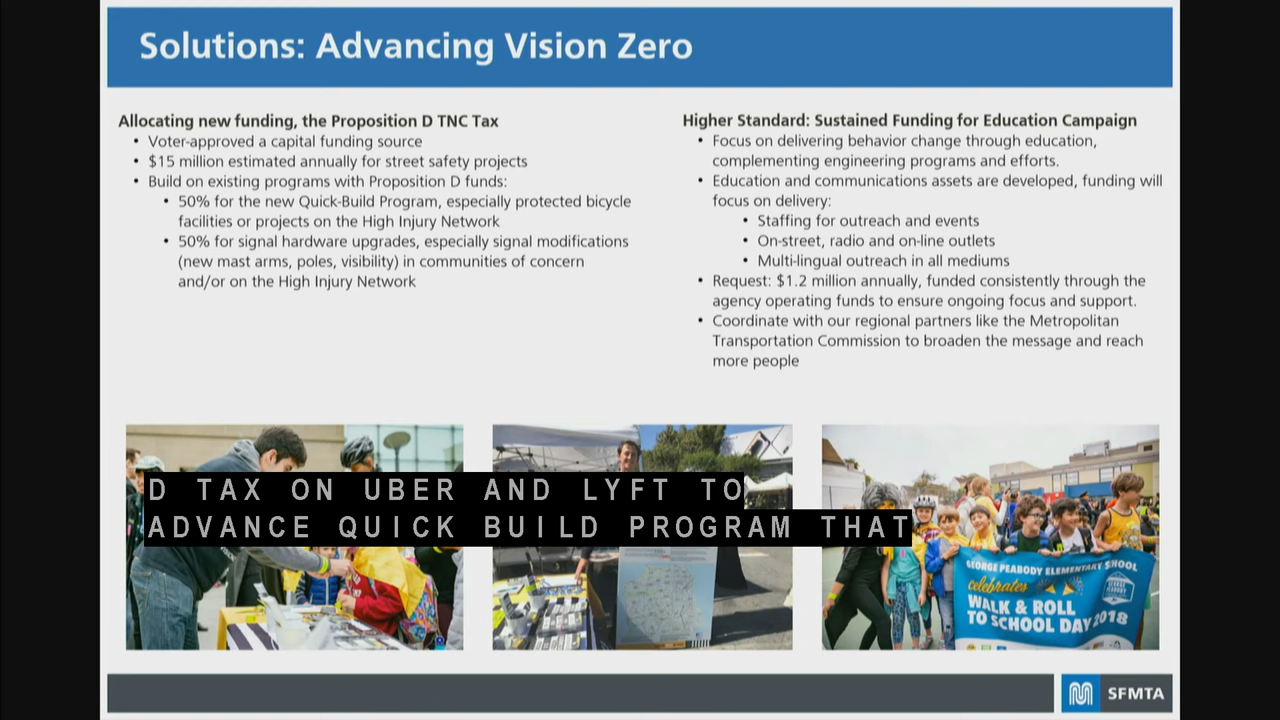 Solutions: Advancing Vision Zero
Allocating new funding, the Proposition D TNC Tax
• Voter-approved a capital funding source
• $15 million estimated annually for street safety projects
• Build on existing programs with Proposition D funds:
• 50% for the new Quick-Build Program, especially protected bicycle
facilities or projects on the High Injury Network
• 50% for signal hardware upgrades, especially signal modifications
(new mast arms, poles, visibility) in communities of concern
and/or on the High Injury Network
Higher Standard: Sustained Funding for Education Campaign
• Focus on delivering behavior change through education,
complementing engineering programs and efforts.
• Education and communications assets are developed, funding will
focus on delivery:
• Staffing for outreach and events
• On-street, radio and on-line outlets
• Multi-lingual outreach in all mediums
• Request: $1.2 million annually, funded consistently through the
agency operating funds to ensure ongoing focus and support.
• Coordinate with our regional partners like the Metropolitan
Transportation Commission to broaden the message and reach
more people
D TAX ON UBER AND LYFT TO
ADVANCE QUICK BUILD PROGRAM THAT
GEORGE PEABODY ELEMENTARY SCHOOL
celebrates
WALK & ROLL
TO SCHOOL DAY 2018
SFMTA